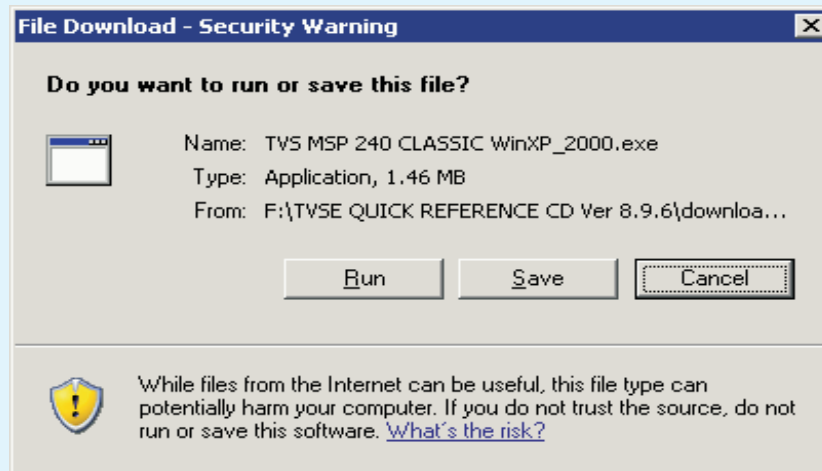 File Download - Security Warning
Do you want to run or save this file?
Name: TVS MSP 240 CLASSIC WinXP_2000.exe
Type: Application, 1.46 MB
From: F:\TVSE QUICK REFERENCE CD Ver 8.9.6\downloa...
Run Save Cancel
While files from the Internet can be useful, this file type can
potentially harm your computer. If you do not trust the source, do not
run or save this software. What's the risk?